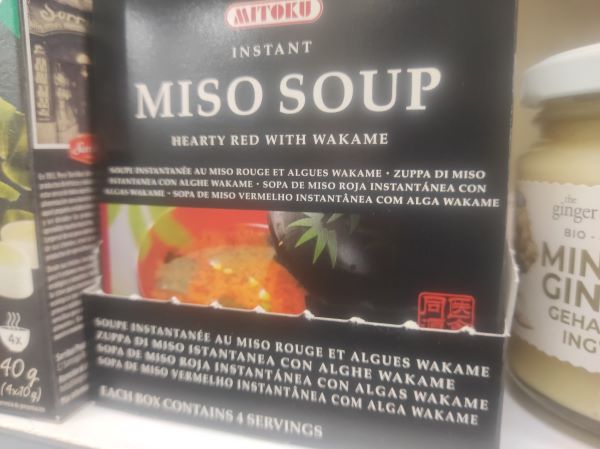 MITOKU
INSTANT
MISO SOUP
HEARTY RED WITH WAKAME
SOUPE INSTANTANÉE AU MISO ROUGE ET ALGUES WAKAME · ZUPPA DI MISO
ISTANTANEA CON ALGHE WAKAME · SOPA DE MISO ROJA INSTANTÁNEA CON
ALGAS WAKAME · SOPA DE MISO VERMELHO INSTANTÂNEA COM ALGA WAKAME
SOUPE INSTANTANÉE AU MISO ROUGE ET ALGUES WAKAME
ZUPPA DI MISO ISTANTANEA CON ALGHE WAKAME
SOPA DE MISO ROJA INSTANTÁNEA CON ALGAS WAKAME
SOPA DE MISO VERMELHO INSTANTÂNEA COM ALGA WAKAME
EACH BOX CONTAINS 4 SERVINGS
4x
40 g
(4x10g)
the
ginger
BIO -
MIN
GIN
GEHA
ING